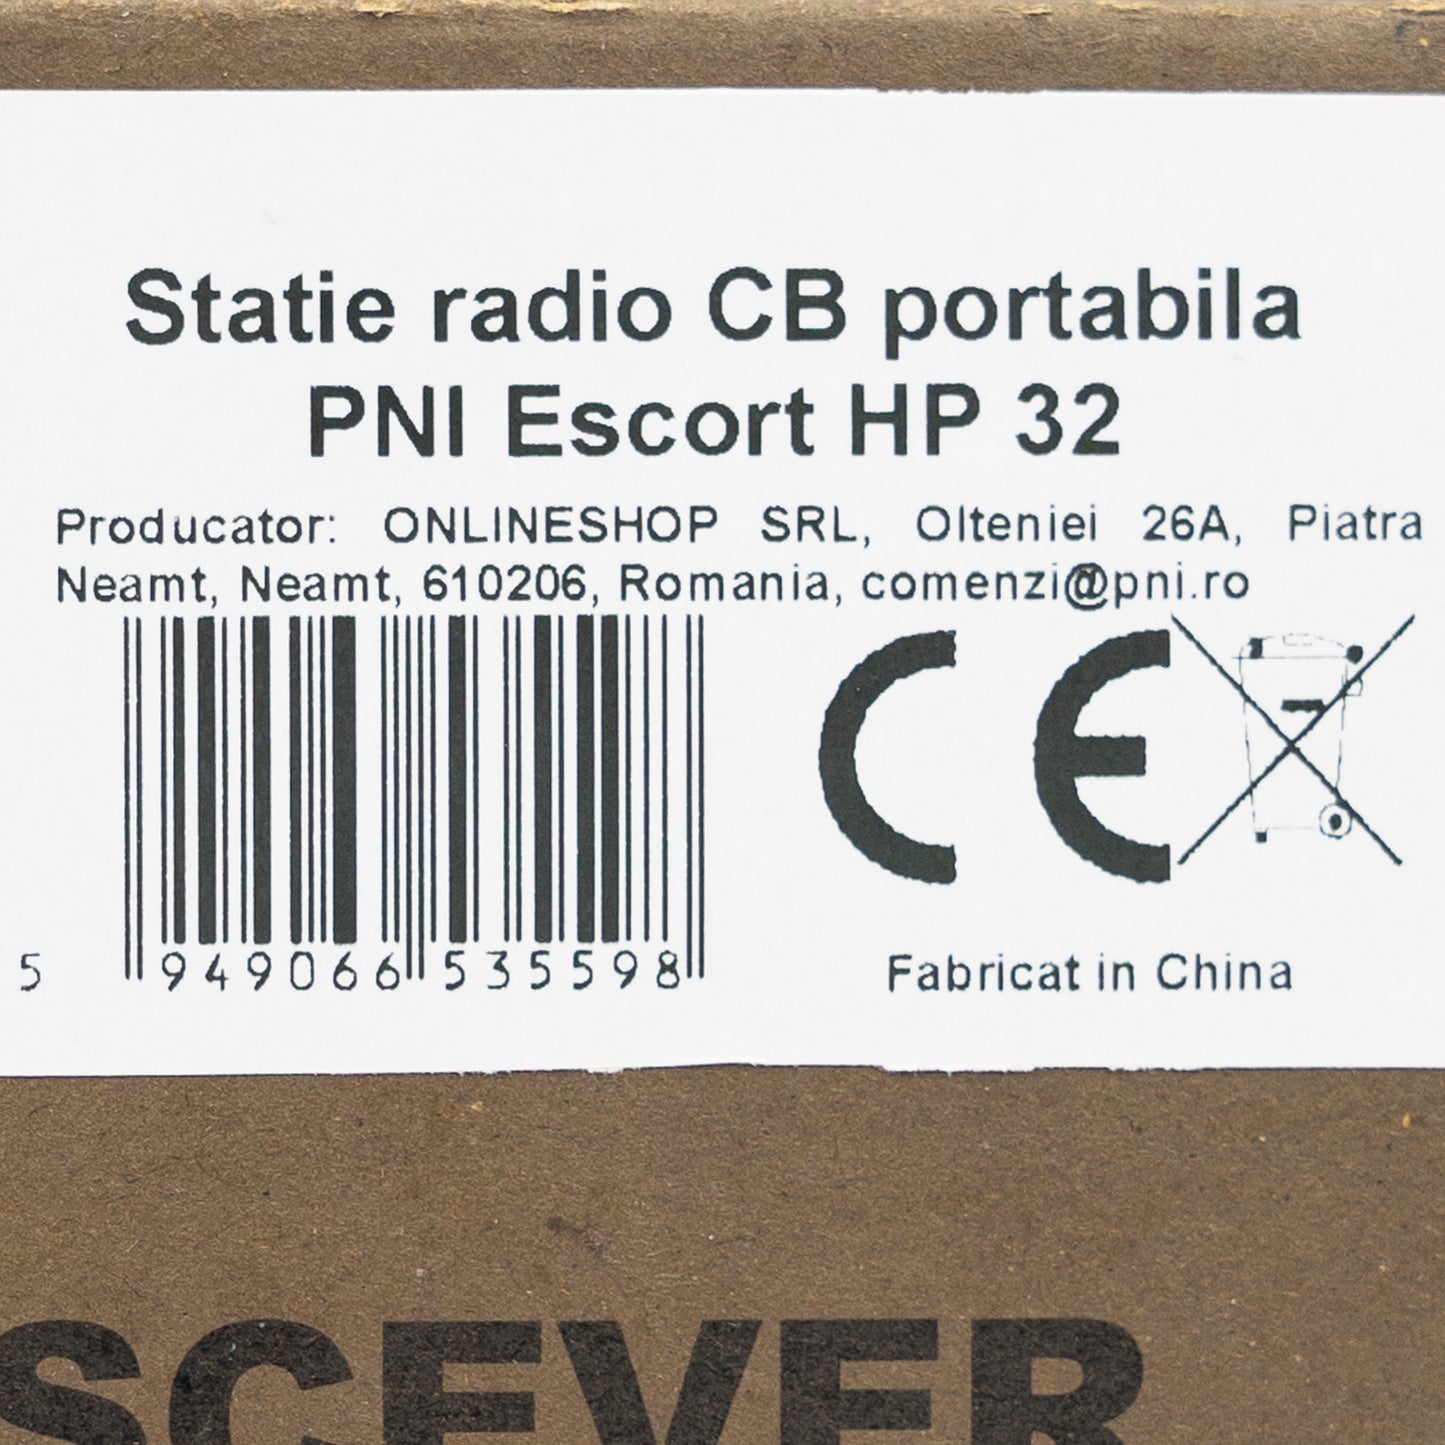 Statie radio CB portabila
PNI Escort HP 32
Producator: ONLINESHOP SRL, Olteniei 26A, Piatra
Neamt, Neamt, 610206, Romania, comenzi@pni.ro
CE
5 949066 535598
Fabricat in China
SCEVER